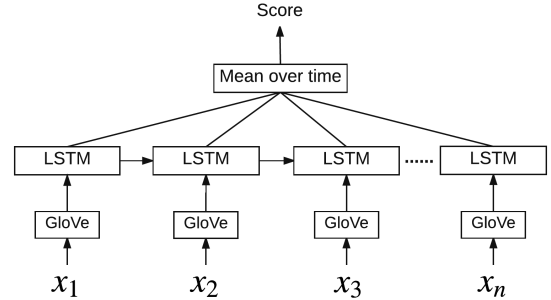 Score
Mean over time
LSTM LSTM LSTM ...... LSTM
GloVe GloVe GloVe GloVe
x1 x2 x3 xn